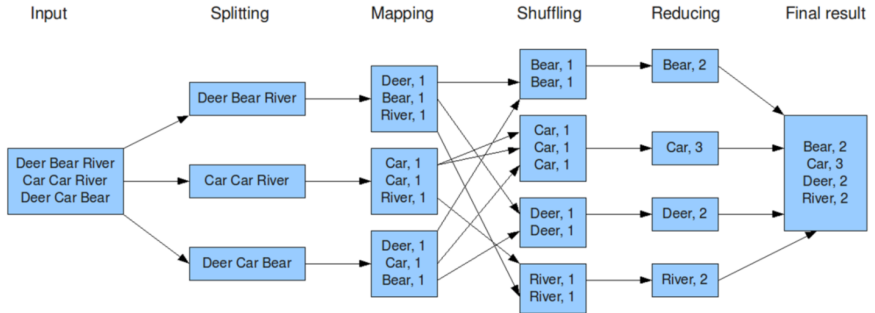 Input
Splitting
Mapping
Shuffling
Reducing
Final result
Deer Bear River
Car Car River
Deer Car Bear
Deer Bear River
Car Car River
Deer Car Bear
Deer, 1
Bear, 1
River, 1
Car, 1
Car, 1
River, 1
Deer, 1
Car, 1
Bear, 1
Bear, 1
Bear, 1
Car, 1
Car, 1
Car, 1
Deer, 1
Deer, 1
River, 1
River, 1
Bear, 2
Car, 3
Deer, 2
River, 2
Bear, 2
Car, 3
Deer, 2
River, 2